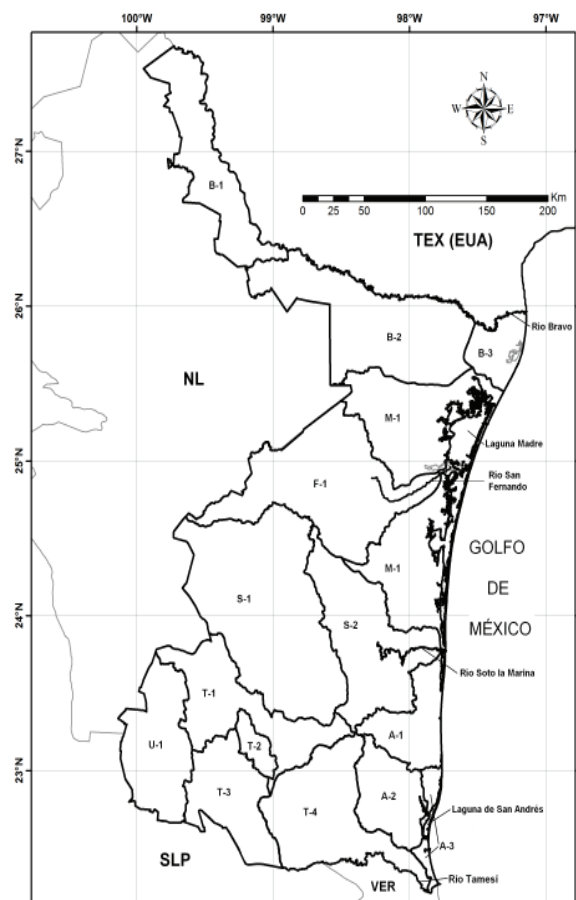 100°W 99°W 98°W 97°W
N
W E
S
27°N
B-1
Km
0 25 50 100 150 200
TEX (EUA)
26°N
Río Bravo
B-2
B-3
NL
M-1
Laguna Madre
25°N
Río San
Fernando
F-1
GOLFO
DE
MÉXICO
M-1
S-1
24°N
S-2
Río Soto la Marina
T-1
A-1
U-1
T-2
23°N
T-3
A-2
T-4
Laguna de San Andrés
A-3
SLP
VER
Río Tamesí